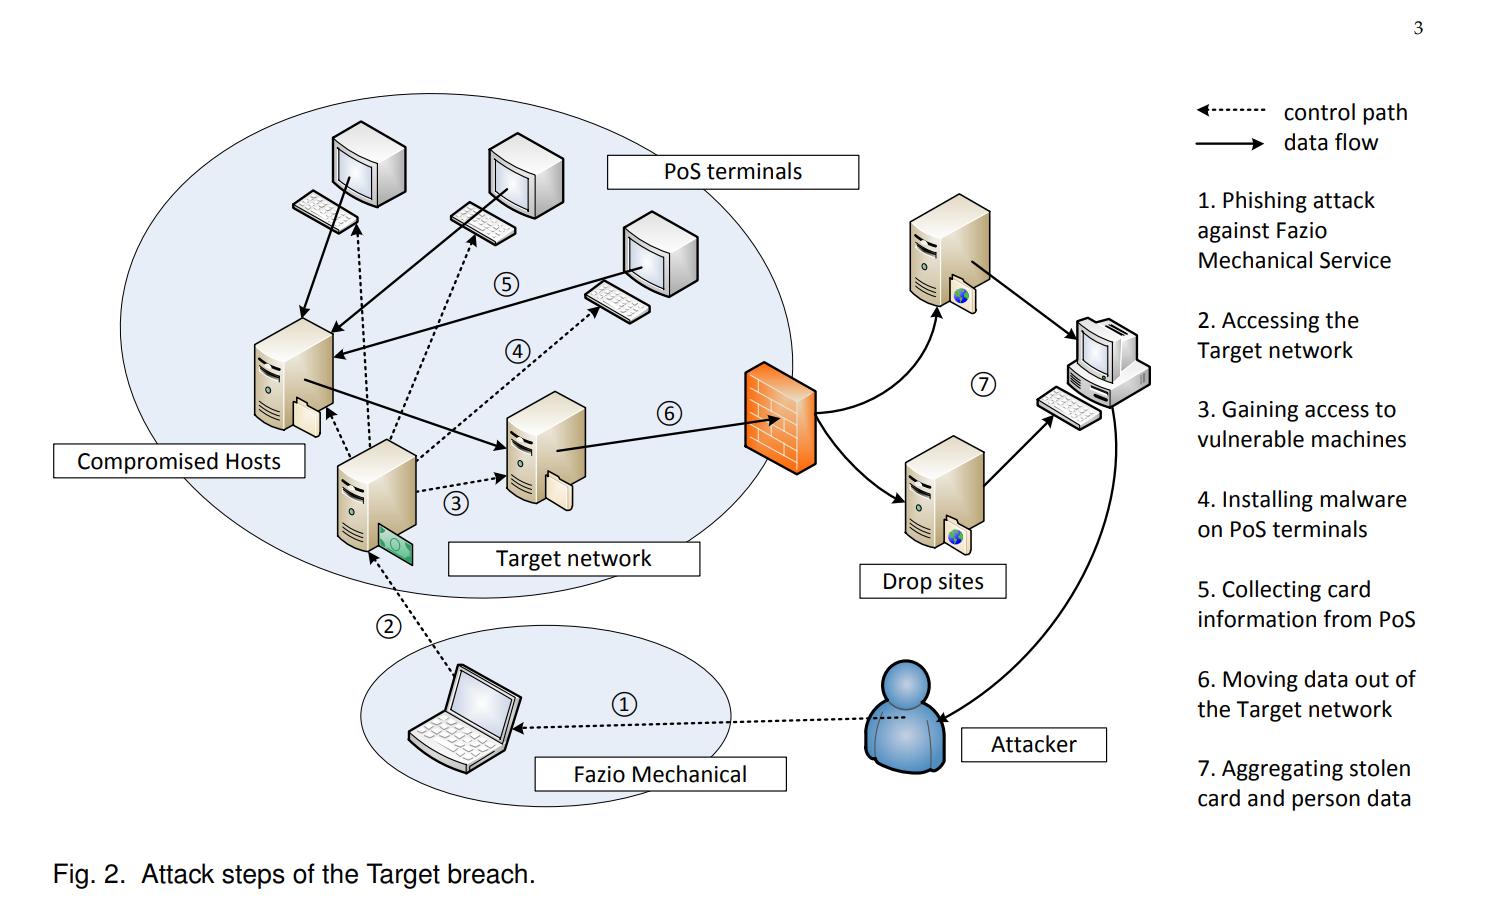 3
control path
data flow
1. Phishing attack
against Fazio
Mechanical Service
2. Accessing the
Target network
3. Gaining access to
vulnerable machines
4. Installing malware
on PoS terminals
5. Collecting card
information from PoS
6. Moving data out of
the Target network
7. Aggregating stolen
card and person data
PoS terminals
⑤
④
⑦
⑥
Compromised Hosts
③
Target network
Drop sites
②
①
Attacker
Fazio Mechanical
Fig. 2. Attack steps of the Target breach.